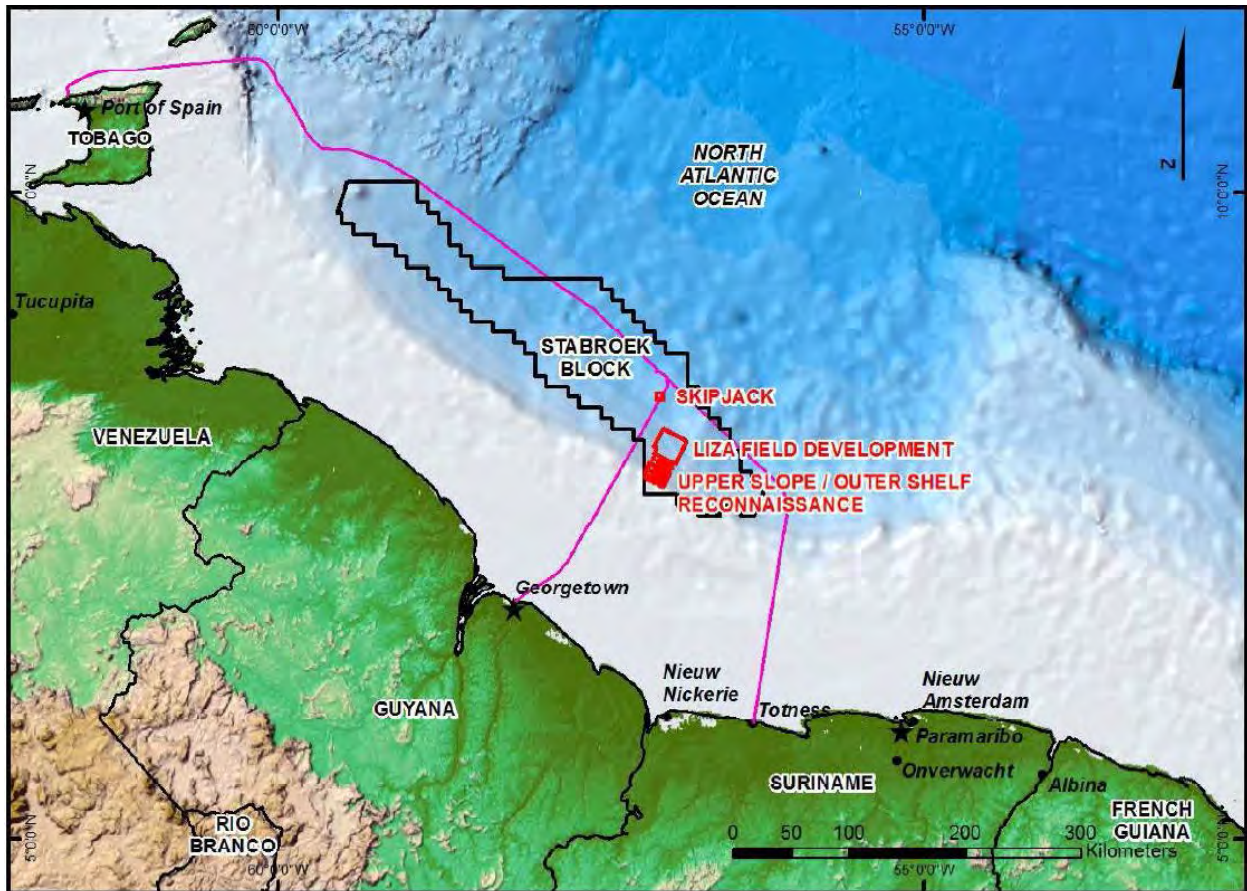 60°0'0"W
55°0'0"W
Port of Spain
TOBAGO
N
NORTH
ATLANTIC
OCEAN
10°0'0"N
Tucupita
STABROEK
BLOCK
SKIPJACK
VENEZUELA
LIZA FIELD DEVELOPMENT
UPPER SLOPE / OUTER SHELF
RECONNAISSANCE
Georgetown
Nieuw
Nickerie
Totness
Nieuw
Amsterdam
GUYANA
Paramaribo
Onverwacht
SURINAME
Albina
FRENCH
GUIANA
RIO
BRANCO
0 50 100 200 300
Kilometers
5°0'0"N
5°0'0"N
60°0'0"W
55°0'0"W